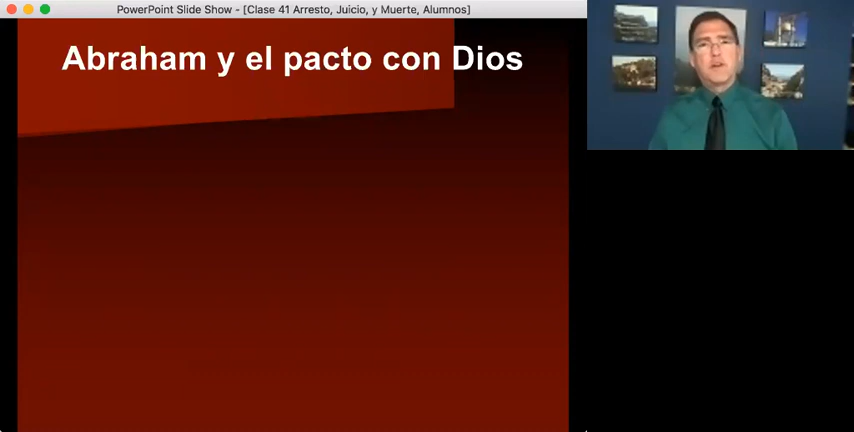 PowerPoint Slide Show - [Clase 41 Arresto, Juicio, y Muerte, Alumnos]
Abraham y el pacto con Dios